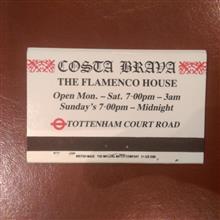 COSTA BRAVA
THE FLAMENCO HOUSE
Open Mon. – Sat. 7·00pm – 3am
Sunday's 7·00pm – Midnight
TOTTENHAM COURT ROAD